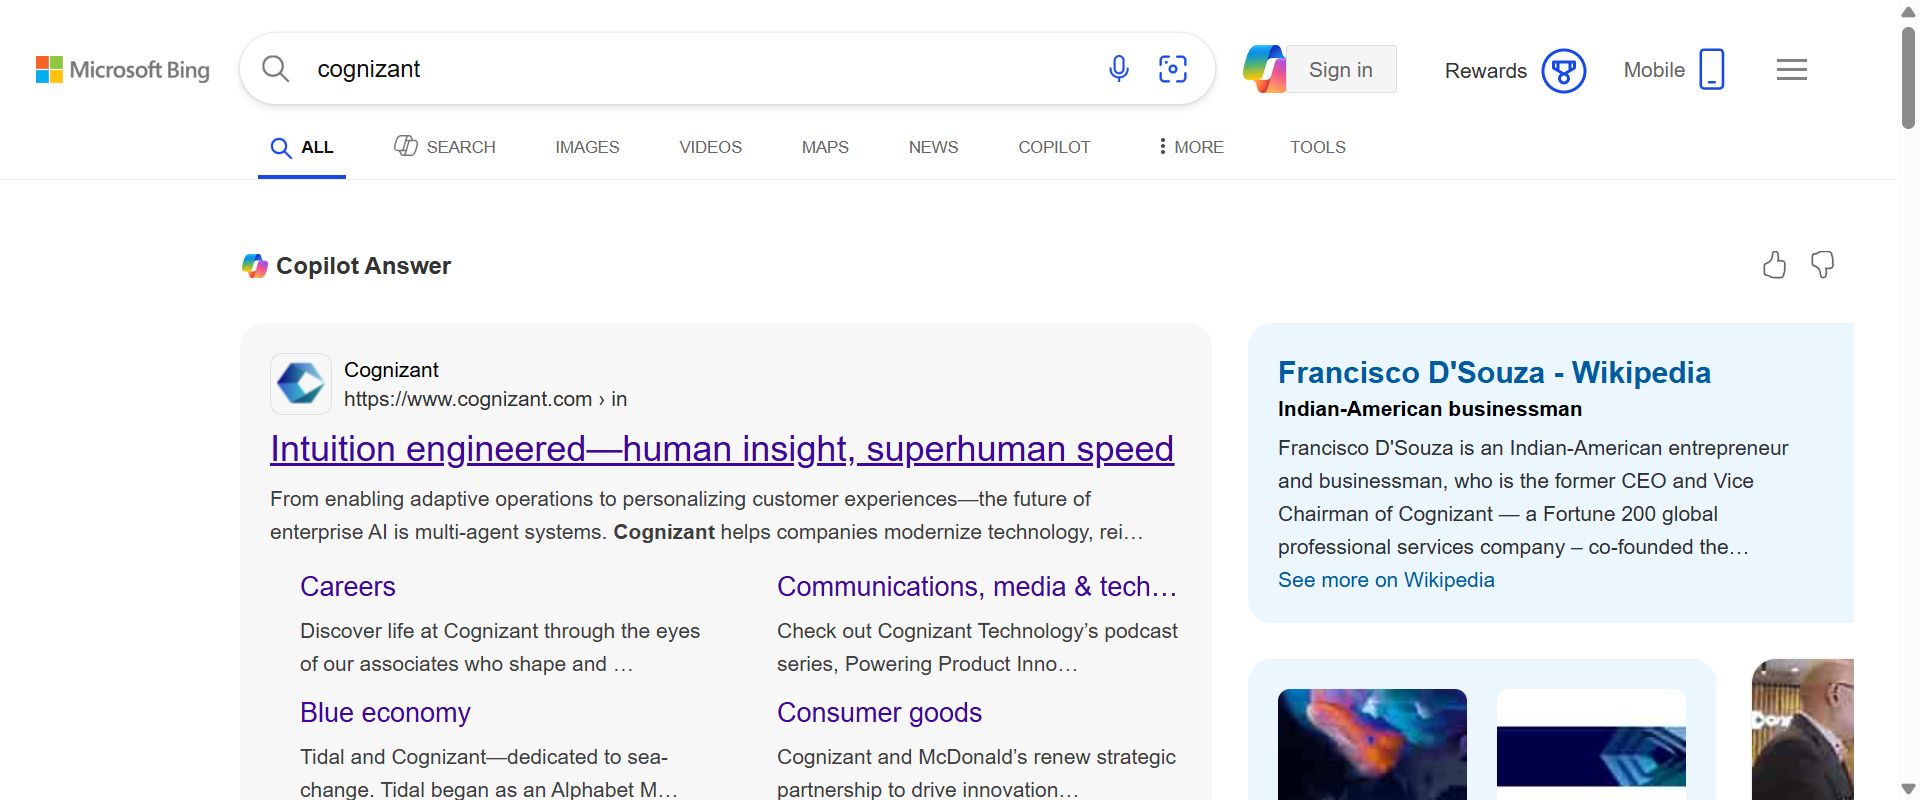 Microsoft Bing
cognizant
Sign in
Rewards
Mobile
ALL
SEARCH
IMAGES
VIDEOS
MAPS
NEWS
COPILOT
MORE
TOOLS
Copilot Answer
Cognizant
https://www.cognizant.com › in
Intuition engineered—human insight, superhuman speed
From enabling adaptive operations to personalizing customer experiences—the future of
enterprise AI is multi-agent systems. Cognizant helps companies modernize technology, rei…
Careers
Discover life at Cognizant through the eyes
of our associates who shape and …
Communications, media & tech…
Check out Cognizant Technology’s podcast
series, Powering Product Inno…
Blue economy
Tidal and Cognizant—dedicated to sea-
change. Tidal began as an Alphabet M…
Consumer goods
Cognizant and McDonald’s renew strategic
partnership to drive innovation…
Francisco D'Souza - Wikipedia
Indian-American businessman
Francisco D'Souza is an Indian-American entrepreneur
and businessman, who is the former CEO and Vice
Chairman of Cognizant — a Fortune 200 global
professional services company – co-founded the…
See more on Wikipedia